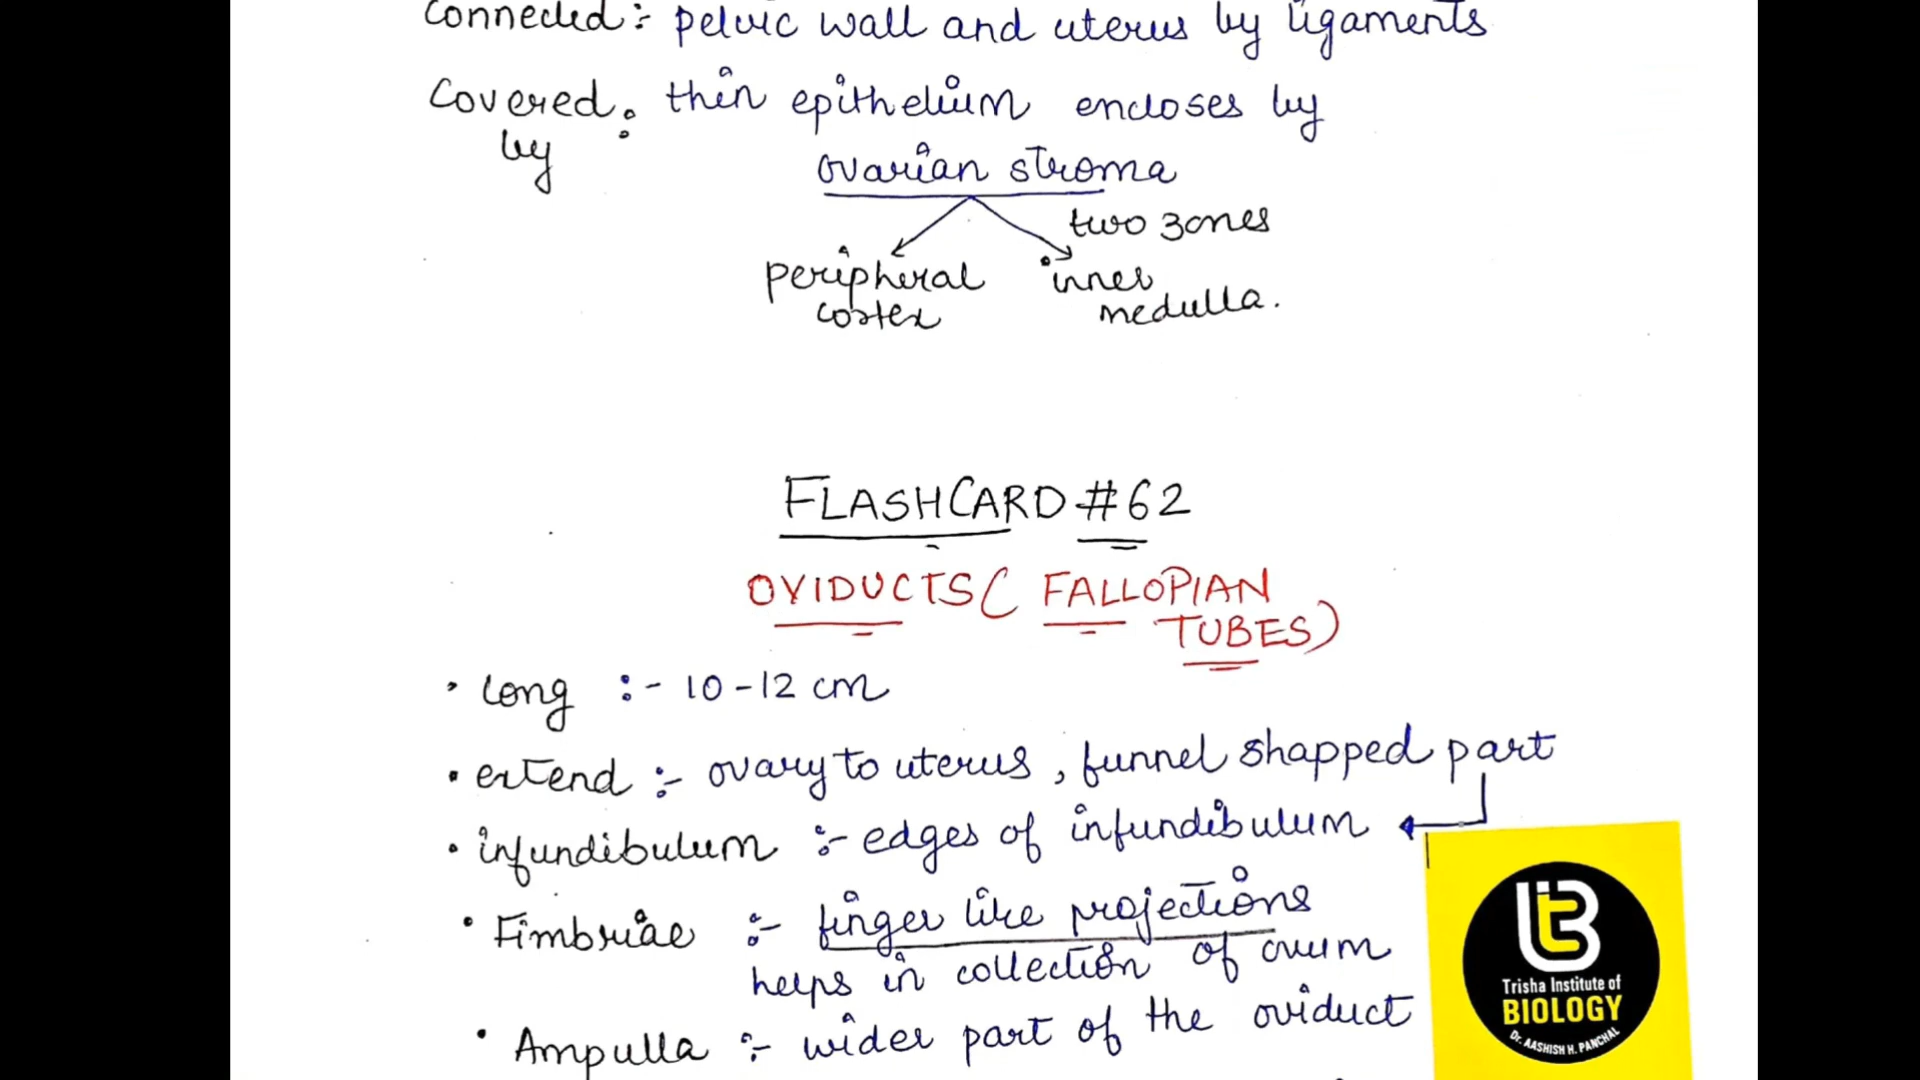 Connected :- pelvic wall and uterus by ligaments
Covered by : thin epithelium encloses by
ovarian stroma
two zones
peripheral cortex
inner medulla.
FLASHCARD #62
OVIDUCTS ( FALLOPIAN
TUBES)
• long :- 10-12 cm
• extend :- ovary to uterus, funnel shapped part
• infundibulum :- edges of infundibulum
• Fimbriae :- finger like projections
helps in collection of ovum
• Ampulla :- wider part of the oviduct
LTB
Trisha Institute of
BIOLOGY
Dr. AASHISH H. PANCHAL